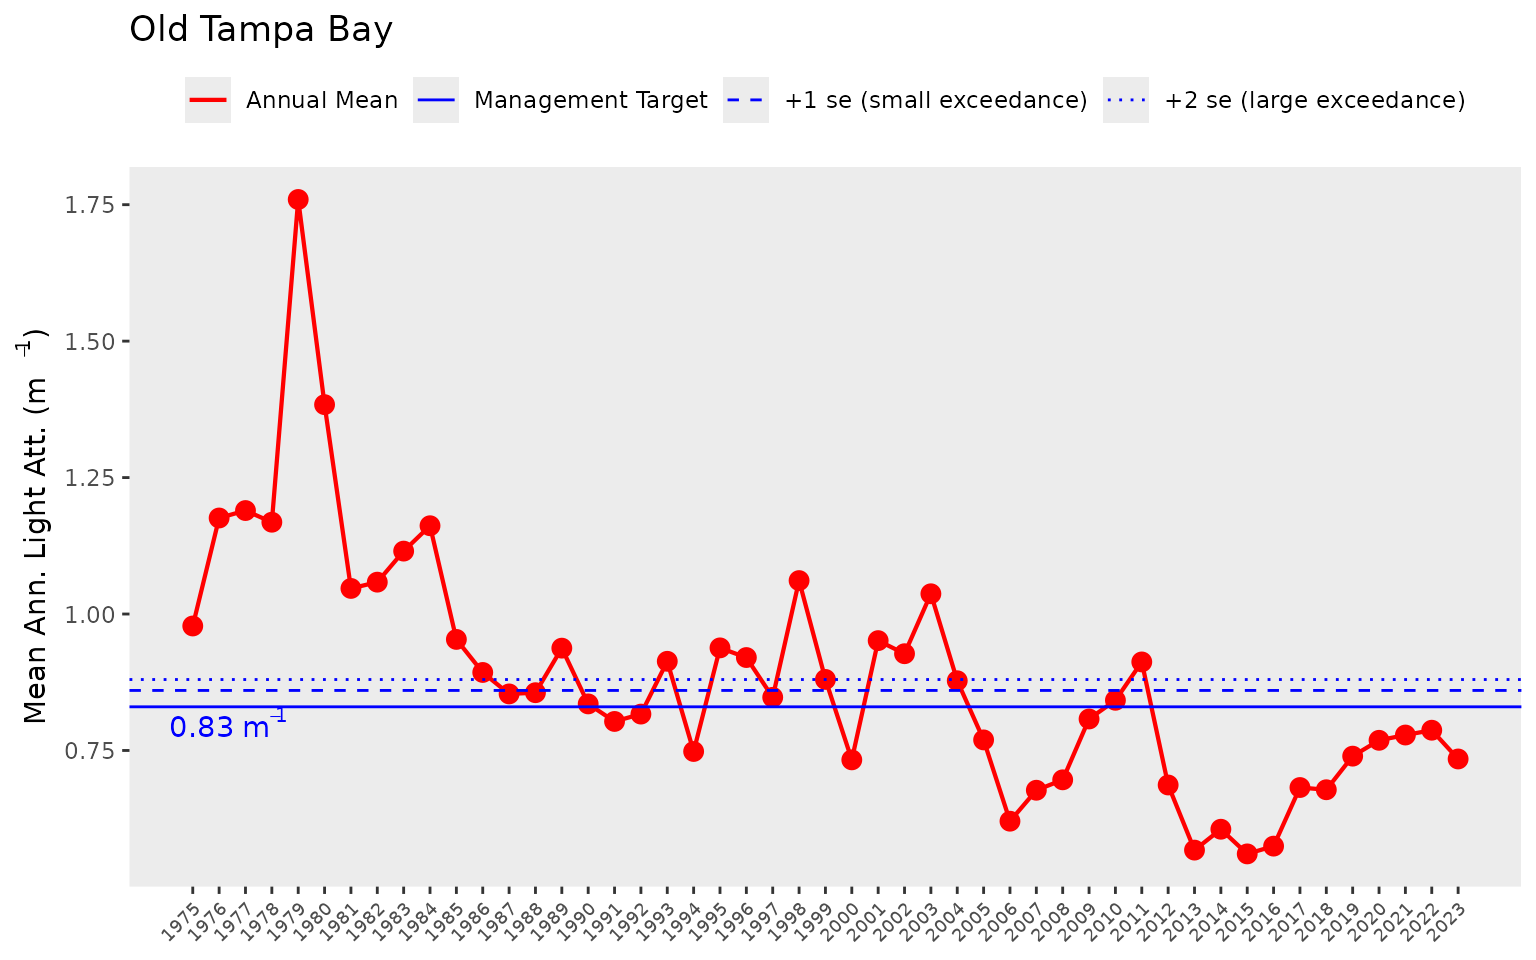 Old Tampa Bay
Annual Mean Management Target +1 se (small exceedance) +2 se (large exceedance)
Mean Ann. Light Att. (m⁻¹)
1.75
1.50
1.25
1.00
0.75
0.83 m⁻¹
1975 1976 1977 1978 1979 1980 1981 1982 1983 1984 1985 1986 1987 1988 1989 1990 1991 1992 1993 1994 1995 1996 1997 1998 1999 2000 2001 2002 2003 2004 2005 2006 2007 2008 2009 2010 2011 2012 2013 2014 2015 2016 2017 2018 2019 2020 2021 2022 2023